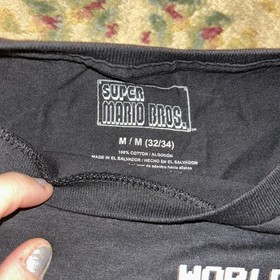 SUPER
MARIO BROS.
M / M (32/34)
100% COTTON / ALGODÓN
MADE IN EL SALVADOR / HECHO EN EL SALVADOR
WORL